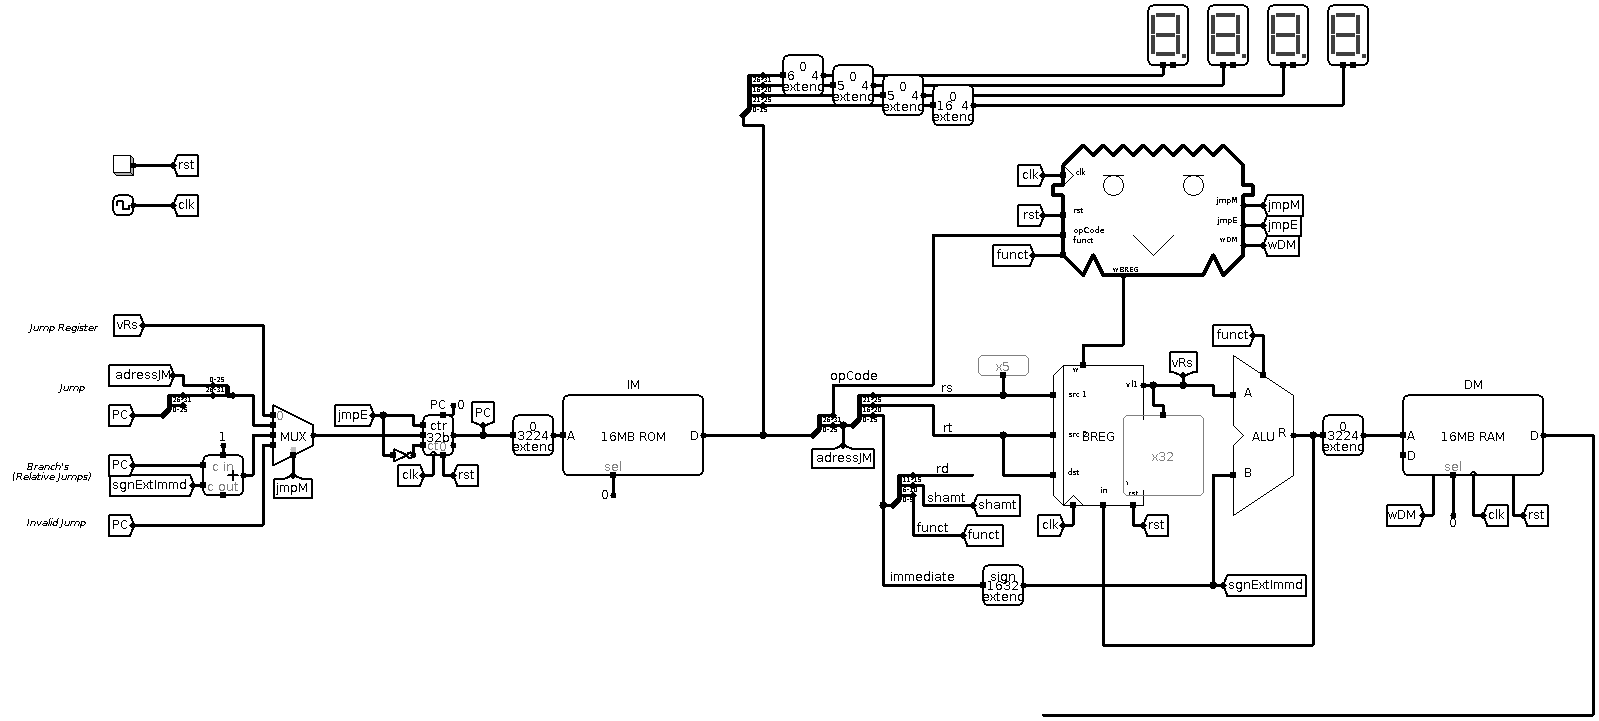 0
6 4
extend
26-31
16-20
21-25
0-25
0
5 4
extend
0
5 4
extend
0
16 4
extend
rst
clk
clk
rst
funct
clk
rst
opCode
funct
jmpM
jmpE
wDM
wBREG
jmpM
jmpE
wDM
Jump Register
vRs
Jump
adressJM
0-25
26-31
PC
26-31
0-25
Branch's
(Relative Jumps)
PC
sgnExtImmd
1
c in
+
c out
Invalid Jump
PC
0
MUX
jmpM
jmpE
PC
0
ctr
32b
ct0
clk
rst
PC
0
3224
extend
IM
A
16MB ROM
D
sel
0
opCode
26-31
0-25
adressJM
rs
21-25
16-20
0-15
rt
rd
11-15
6-10
0-5
shamt
shamt
funct
funct
immediate
sign
1632
extend
sgnExtImmd
x5
w
src 1
src 2
BREG
dst
vl1
x32
in
rst
clk
rst
vRs
funct
A
ALU
R
B
0
3224
extend
DM
A
16MB RAM
D
D
sel
wDM
0
clk
rst